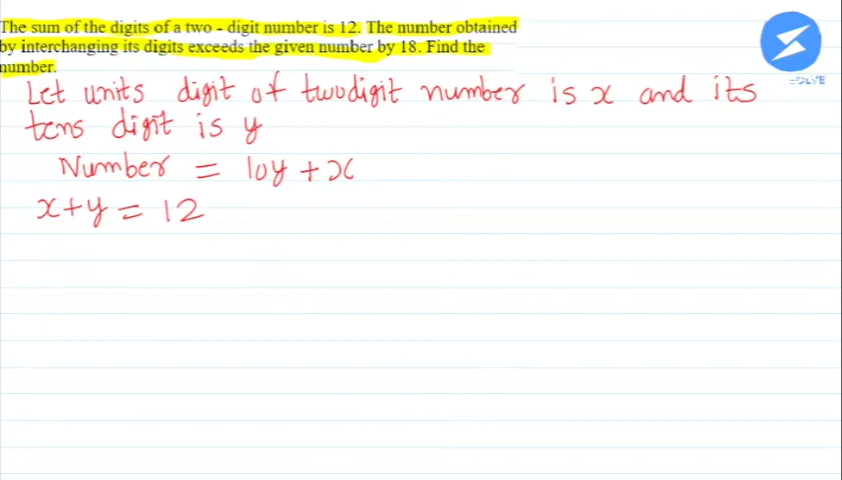 The sum of the digits of a two - digit number is 12. The number obtained
by interchanging its digits exceeds the given number by 18. Find the
number.
Let units digit of twodigit number is x and its
tens digit is y
Number = 10y + x
x+y = 12